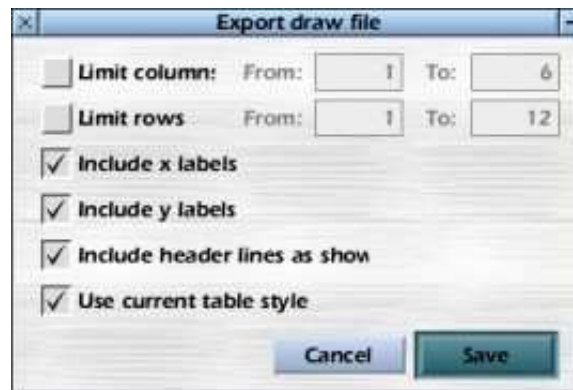 Export draw file
Limit column: From: 1 To: 6
Limit rows From: 1 To: 12
Include x labels
Include y labels
Include header lines as show
Use current table style
Cancel Save